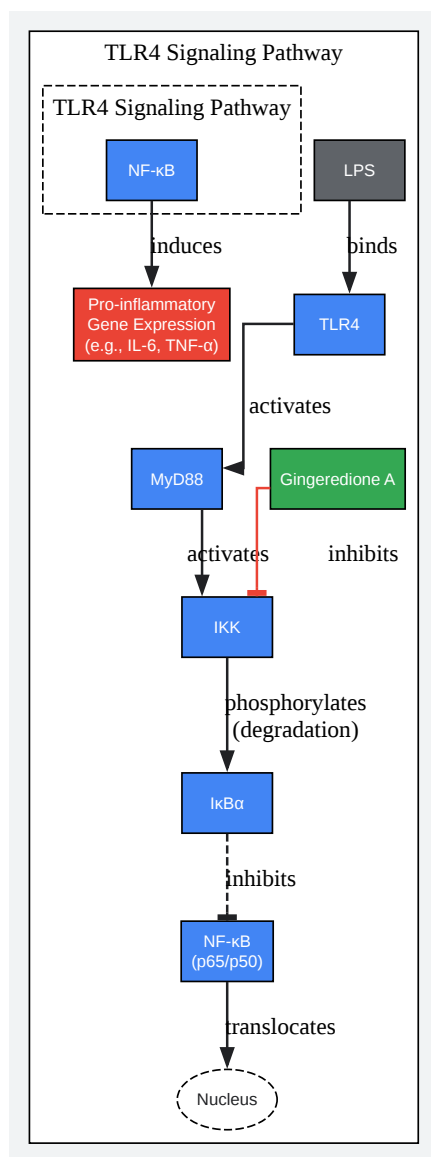 TLR4 Signaling Pathway
TLR4 Signaling Pathway
NF-κB
LPS
induces
binds
Pro-inflammatory
Gene Expression
(e.g., IL-6, TNF-α)
TLR4
activates
MyD88
Gingeredione A
activates
inhibits
IKK
phosphorylates
(degradation)
IκBα
inhibits
NF-κB
(p65/p50)
translocates
Nucleus